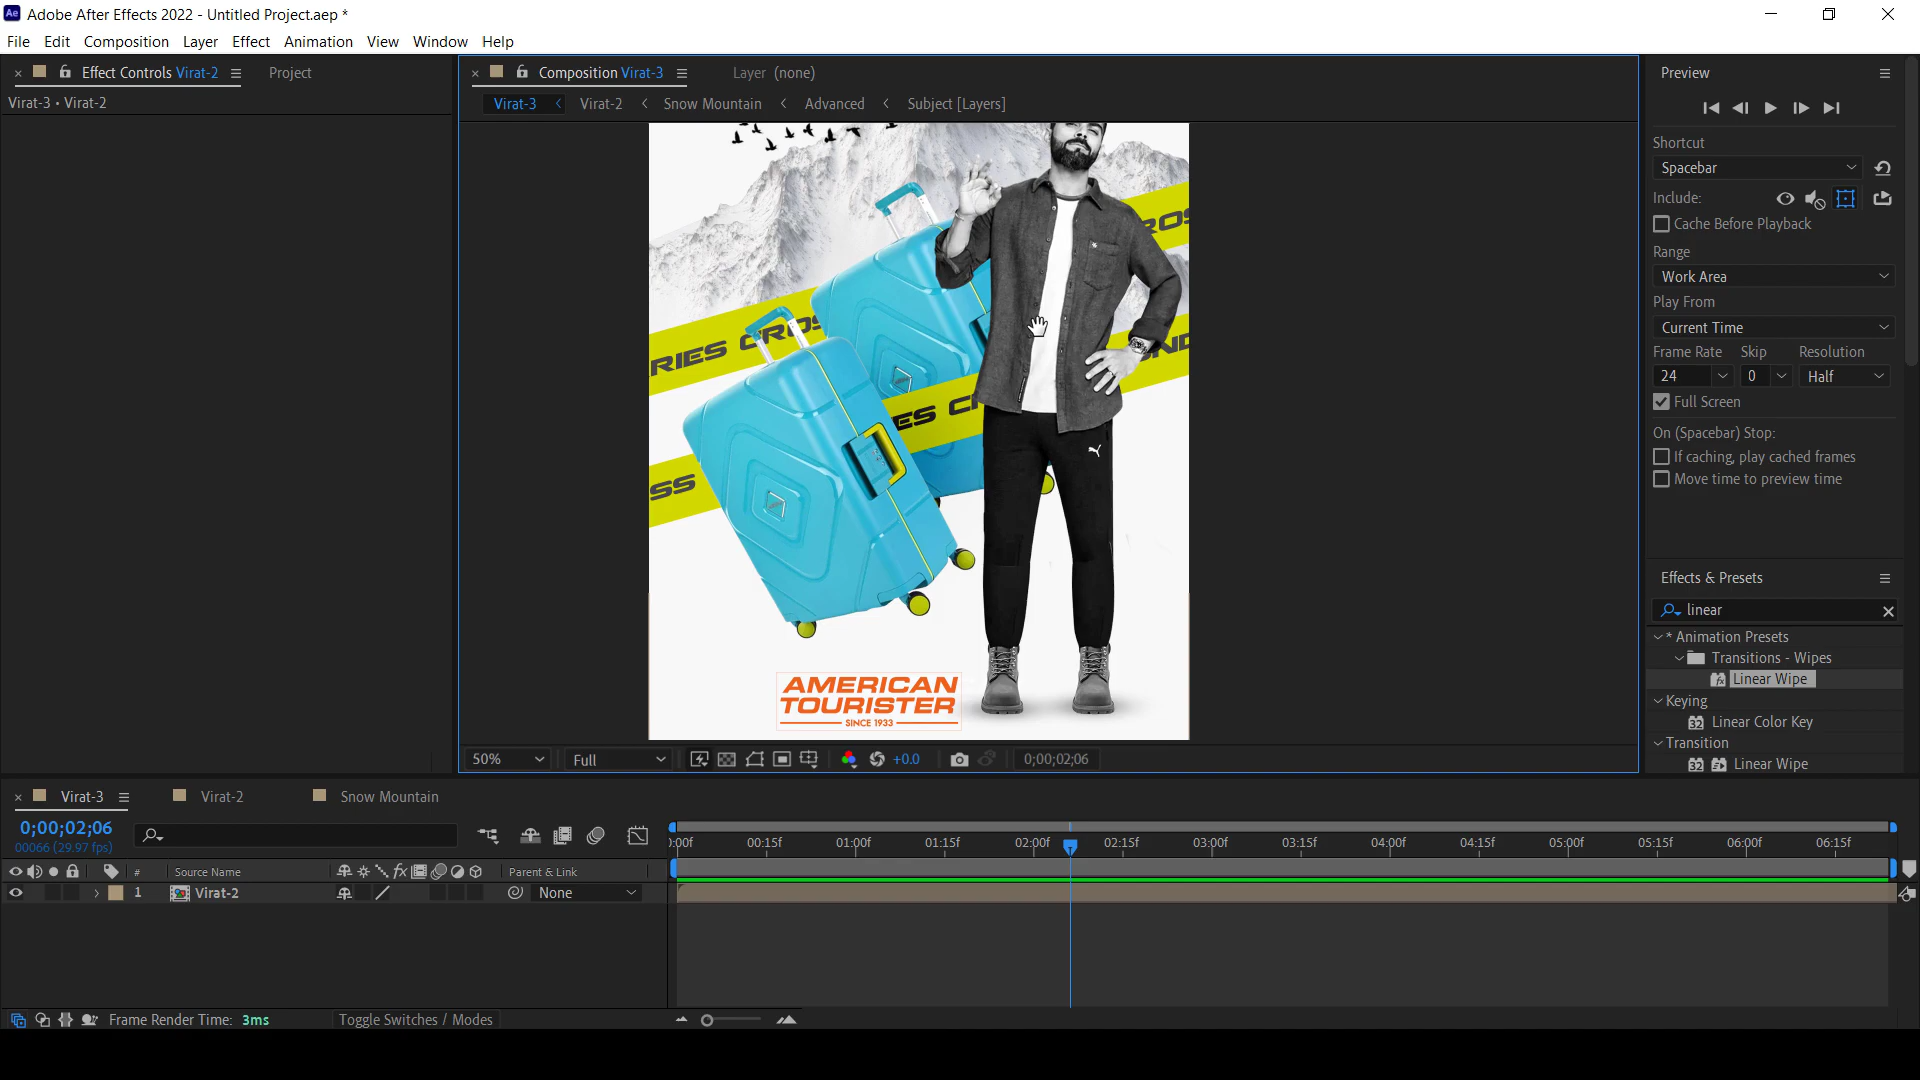 Ae Adobe After Effects 2022 - Untitled Project.aep *
File Edit Composition Layer Effect Animation View Window Help
× Effect Controls Virat-2 Project
Virat-3 • Virat-2
× Composition Virat-3 Layer (none)
Virat-3 < Virat-2 < Snow Mountain < Advanced < Subject [Layers]
RIES CROS
ROSS
ES C
OND
SS
AMERICAN
TOURISTER
SINCE 1933
50% Full +0.0 0;00;02;06
Preview
Shortcut
Spacebar
Include:
Cache Before Playback
Range
Work Area
Play From
Current Time
Frame Rate Skip Resolution
24 0 Half
Full Screen
On (Spacebar) Stop:
If caching, play cached frames
Move time to preview time
Effects & Presets
linear ×
* Animation Presets
Transitions - Wipes
Linear Wipe
Keying
32 Linear Color Key
Transition
32 Linear Wipe
× Virat-3 Virat-2 Snow Mountain
0;00;02;06
00066 (29.97 fps)
):00f 00:15f 01:00f 01:15f 02:00f 02:15f 03:00f 03:15f 04:00f 04:15f 05:00f 05:15f 06:00f 06:15f
# Source Name fx Parent & Link
1 Virat-2 None
Frame Render Time: 3ms Toggle Switches / Modes